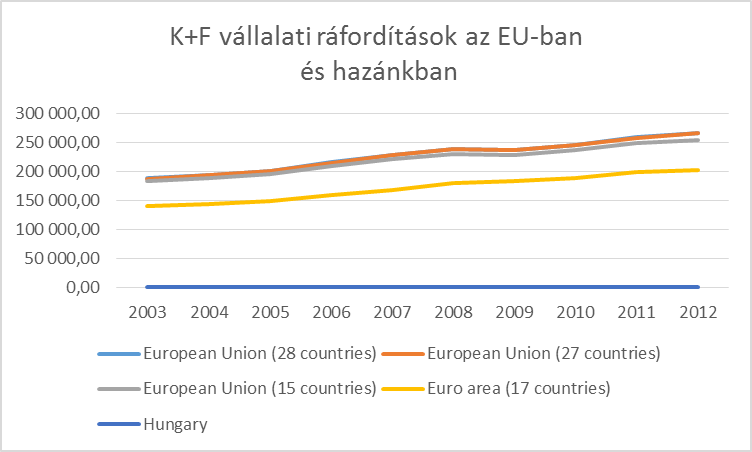 K+F vállalati ráfordítások az EU-ban
és hazánkban
300 000,00
250 000,00
200 000,00
150 000,00
100 000,00
50 000,00
0,00
2003 2004 2005 2006 2007 2008 2009 2010 2011 2012
European Union (28 countries) European Union (27 countries)
European Union (15 countries) Euro area (17 countries)
Hungary